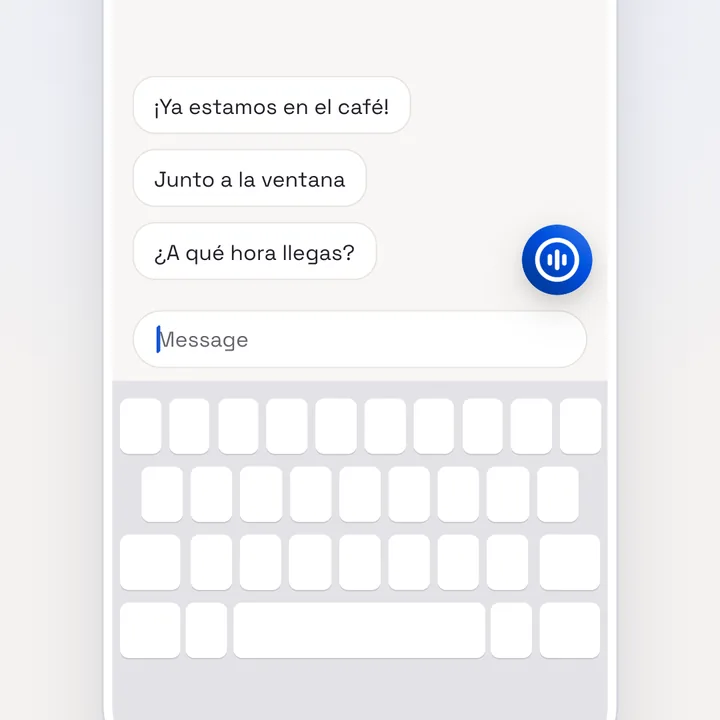 ¡Ya estamos en el café!
Junto a la ventana
¿A qué hora llegas?
Message